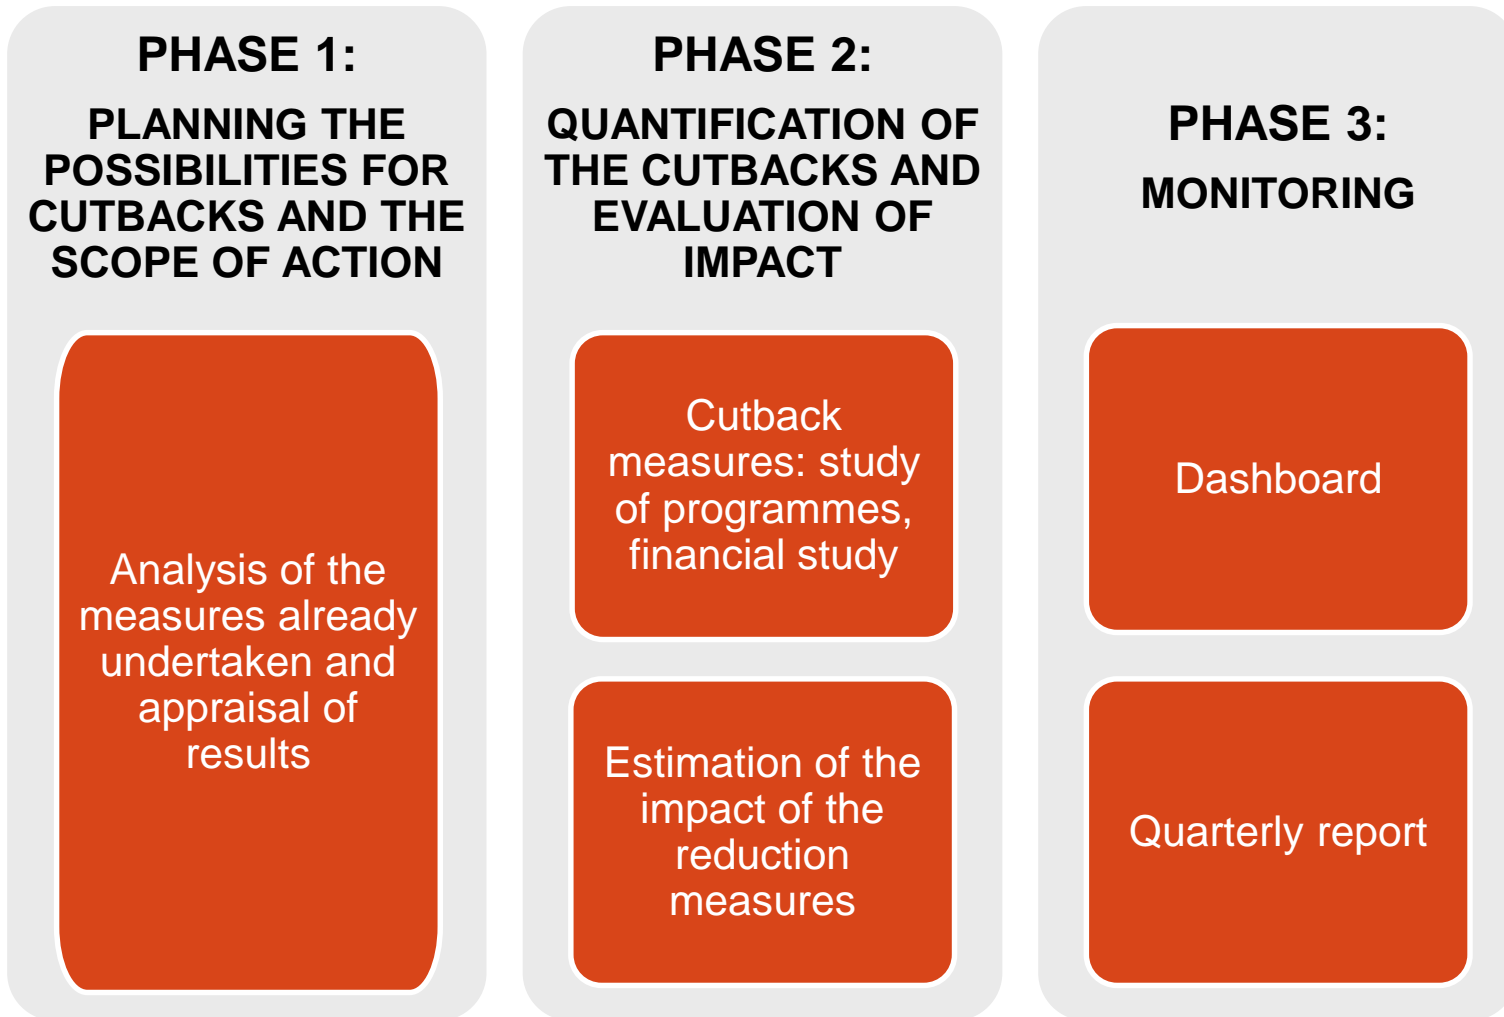 PHASE 1:
PLANNING THE
POSSIBILITIES FOR
CUTBACKS AND THE
SCOPE OF ACTION
Analysis of the
measures already
undertaken and
appraisal of
results
PHASE 2:
QUANTIFICATION OF
THE CUTBACKS AND
EVALUATION OF
IMPACT
Cutback
measures: study
of programmes,
financial study
Estimation of the
impact of the
reduction
measures
PHASE 3:
MONITORING
Dashboard
Quarterly report